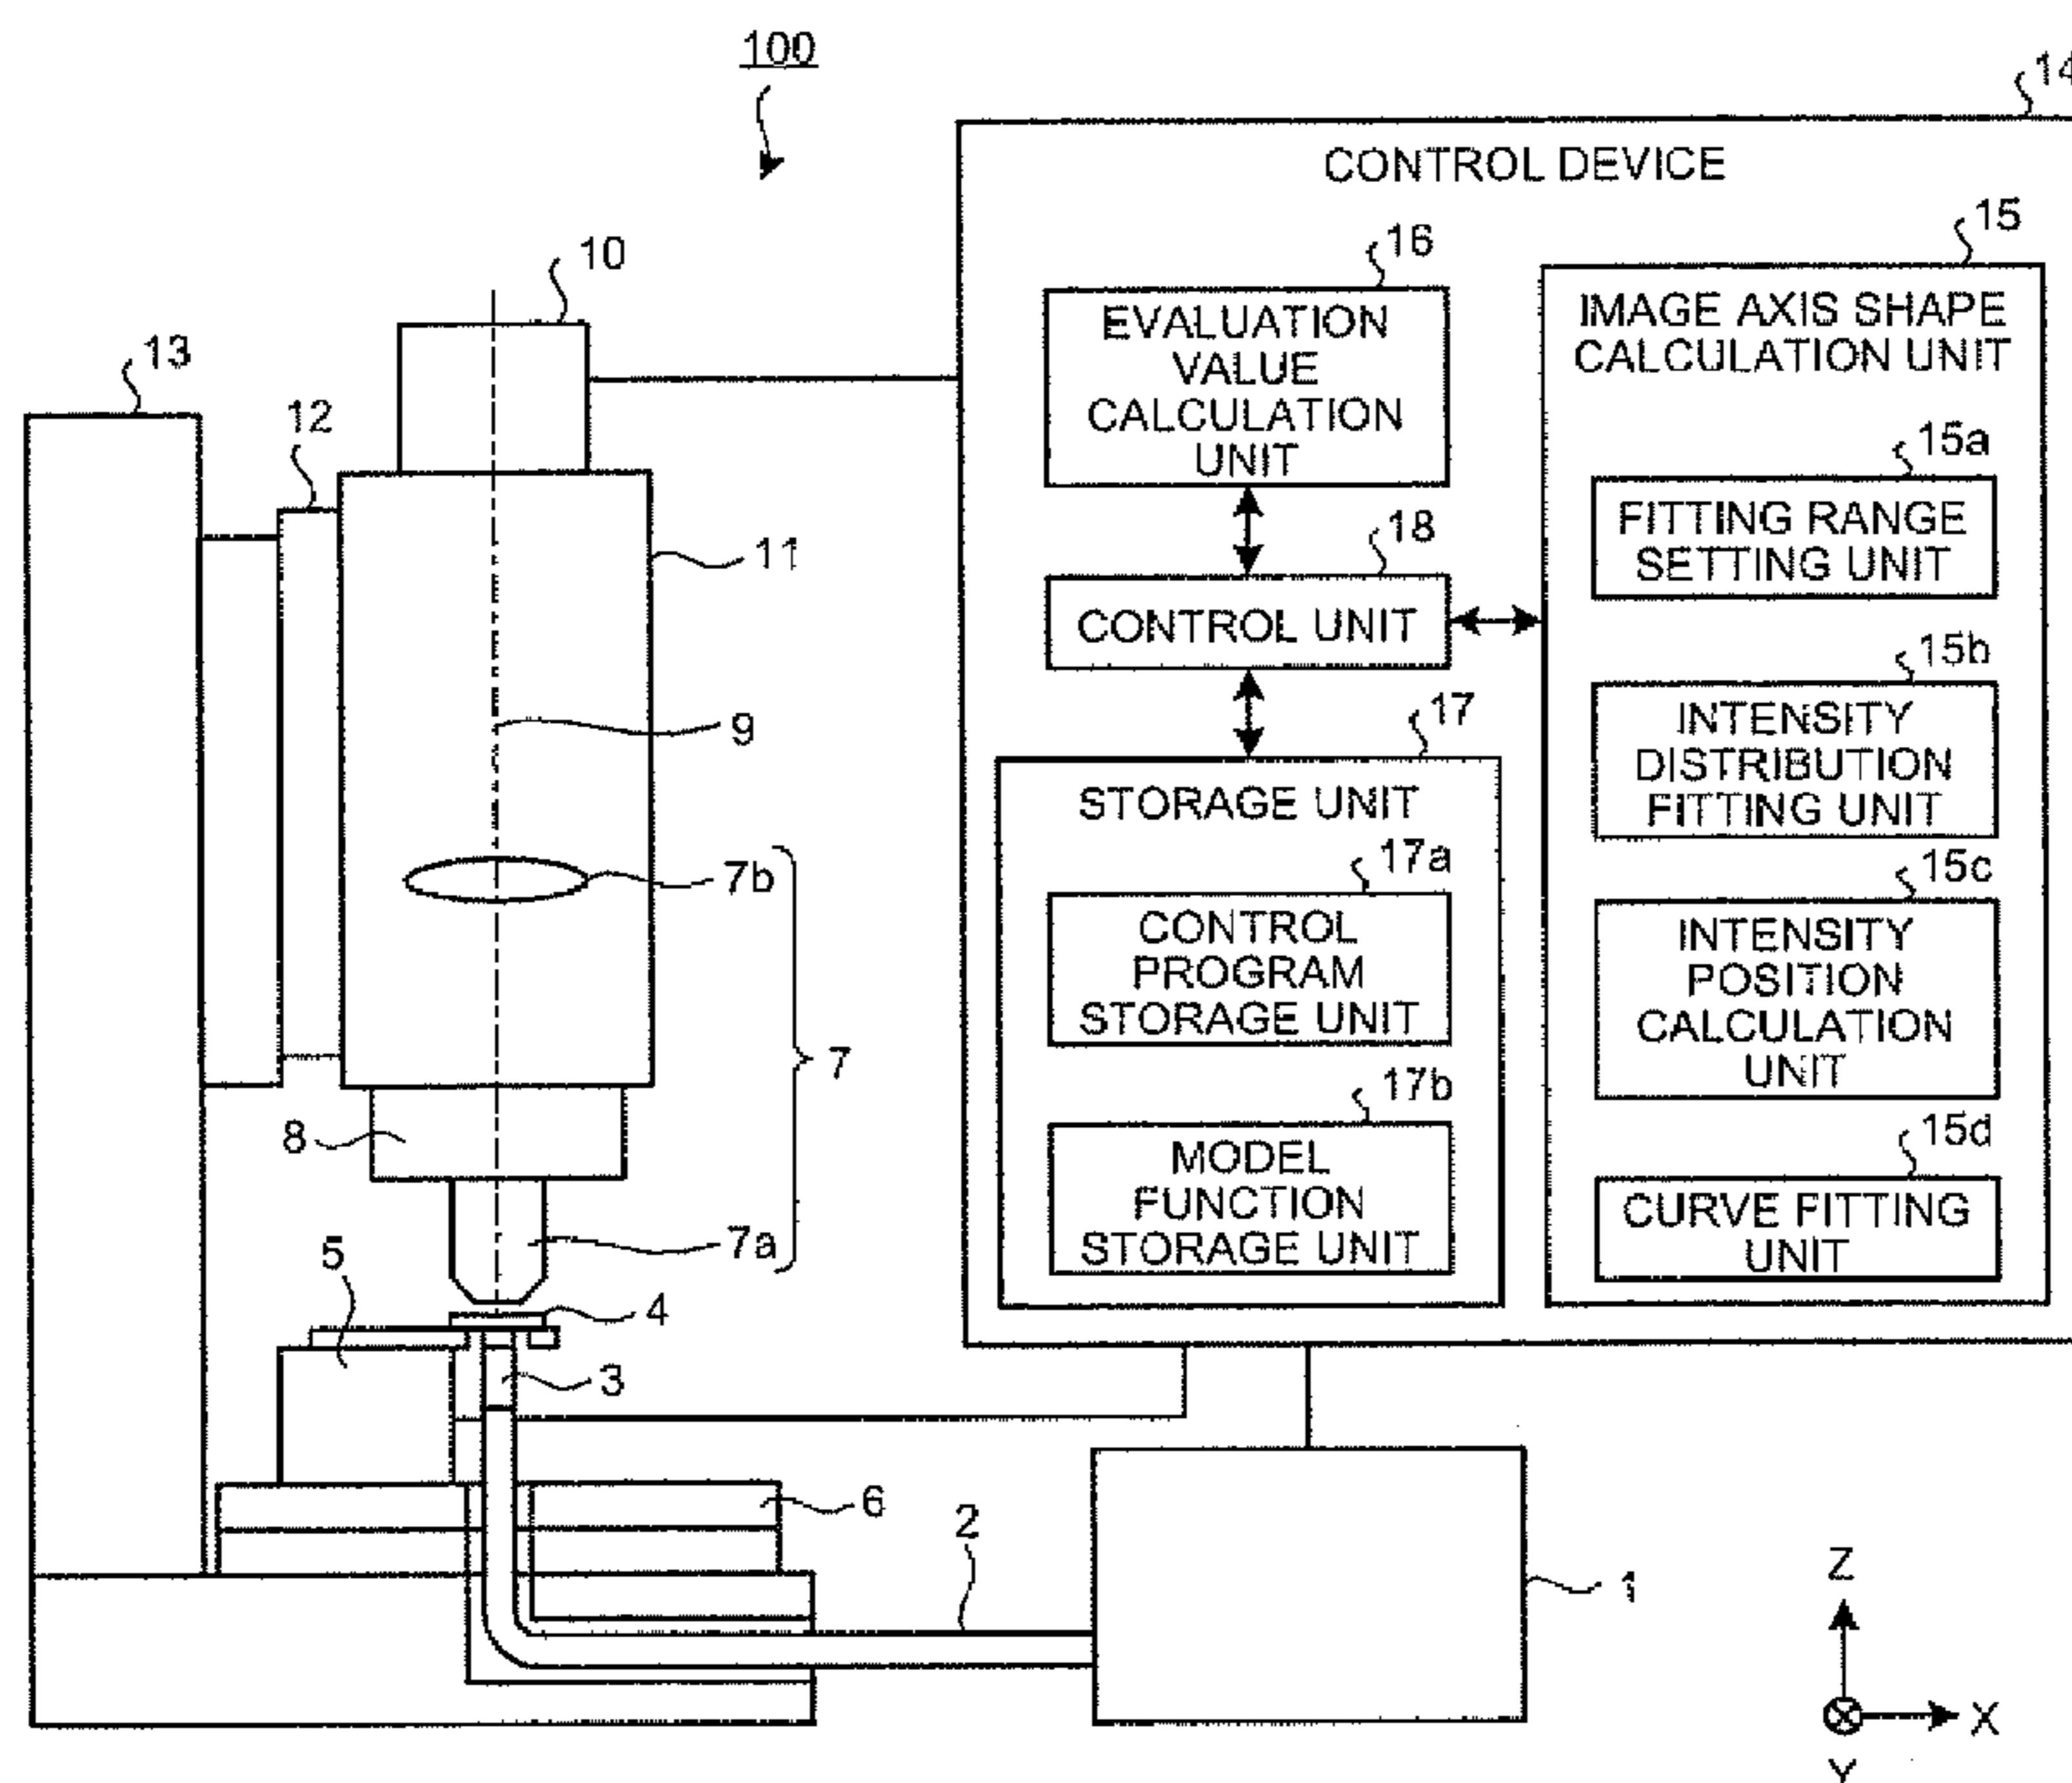 100
14
CONTROL DEVICE
16
15
10
EVALUATION
VALUE
CALCULATION
UNIT
IMAGE AXIS SHAPE
CALCULATION UNIT
13
12
15a
FITTING RANGE
SETTING UNIT
18
11
CONTROL UNIT
15b
INTENSITY
DISTRIBUTION
FITTING UNIT
9
17
STORAGE UNIT
7b
17a
CONTROL
PROGRAM
STORAGE UNIT
15c
INTENSITY
POSITION
CALCULATION
UNIT
7
8
17b
MODEL
FUNCTION
STORAGE UNIT
15d
CURVE FITTING
UNIT
7a
5
4
3
6
2
1
Z
X
Y